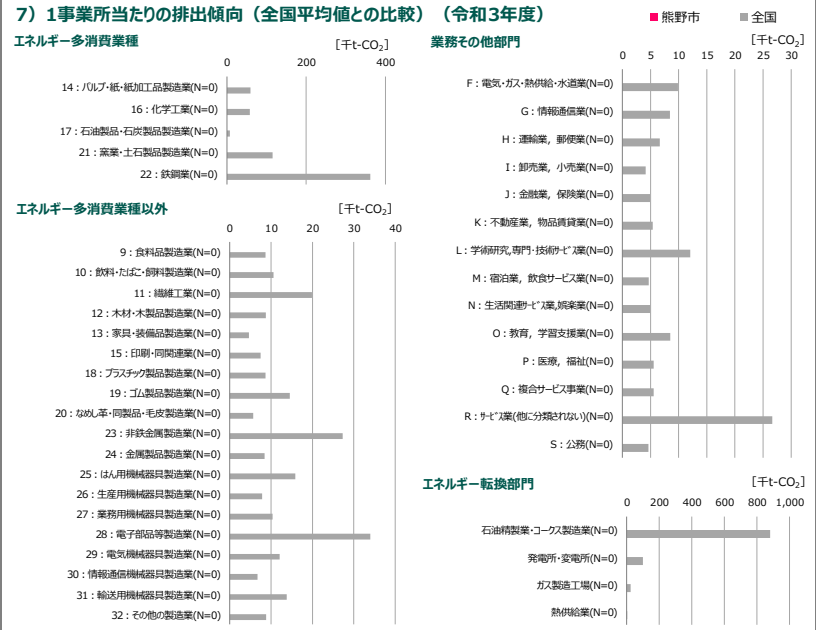 7）1事業所当たりの排出傾向（全国平均値との比較）（令和3年度）
■熊野市 ■全国
エネルギー多消費業種
[千t-CO₂]
0 200 400
14：パルプ・紙・紙加工品製造業(N=0)
16：化学工業(N=0)
17：石油製品・石炭製品製造業(N=0)
21：窯業・土石製品製造業(N=0)
22：鉄鋼業(N=0)
エネルギー多消費業種以外
[千t-CO₂]
0 10 20 30 40
9：食料品製造業(N=0)
10：飲料・たばこ・飼料製造業(N=0)
11：繊維工業(N=0)
12：木材・木製品製造業(N=0)
13：家具・装備品製造業(N=0)
15：印刷・同関連業(N=0)
18：プラスチック製品製造業(N=0)
19：ゴム製品製造業(N=0)
20：なめし革・同製品・毛皮製造業(N=0)
23：非鉄金属製造業(N=0)
24：金属製品製造業(N=0)
25：はん用機械器具製造業(N=0)
26：生産用機械器具製造業(N=0)
27：業務用機械器具製造業(N=0)
28：電子部品等製造業(N=0)
29：電気機械器具製造業(N=0)
30：情報通信機械器具製造業(N=0)
31：輸送用機械器具製造業(N=0)
32：その他の製造業(N=0)
業務その他部門
[千t-CO₂]
0 5 10 15 20 25 30
F：電気・ガス・熱供給・水道業(N=0)
G：情報通信業(N=0)
H：運輸業，郵便業(N=0)
I：卸売業，小売業(N=0)
J：金融業，保険業(N=0)
K：不動産業，物品賃貸業(N=0)
L：学術研究,専門・技術サービス業(N=0)
M：宿泊業，飲食サービス業(N=0)
N：生活関連サービス業,娯楽業(N=0)
O：教育，学習支援業(N=0)
P：医療，福祉(N=0)
Q：複合サービス事業(N=0)
R：サービス業(他に分類されない)(N=0)
S：公務(N=0)
エネルギー転換部門
[千t-CO₂]
0 200 400 600 800 1,000
石油精製業・コークス製造業(N=0)
発電所・変電所(N=0)
ガス製造工場(N=0)
熱供給業(N=0)